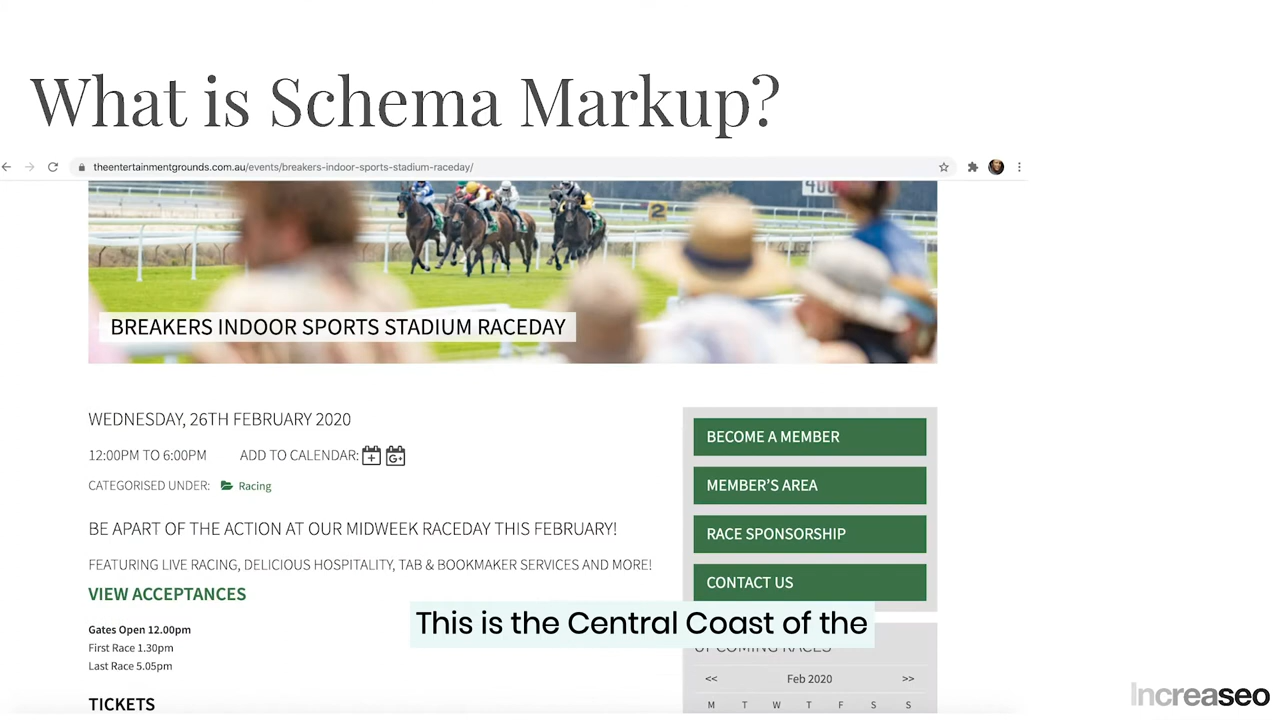 What is Schema Markup?
theentertainmentgrounds.com.au/events/breakers-indoor-sports-stadium-raceday/
400
2
BREAKERS INDOOR SPORTS STADIUM RACEDAY
WEDNESDAY, 26TH FEBRUARY 2020
12:00PM TO 6:00PM ADD TO CALENDAR: G+
CATEGORISED UNDER: Racing
BE APART OF THE ACTION AT OUR MIDWEEK RACEDAY THIS FEBRUARY!
FEATURING LIVE RACING, DELICIOUS HOSPITALITY, TAB & BOOKMAKER SERVICES AND MORE!
VIEW ACCEPTANCES
Gates Open 12.00pm
First Race 1.30pm
Last Race 5.05pm
TICKETS
BECOME A MEMBER
MEMBER'S AREA
RACE SPONSORSHIP
CONTACT US
This is the Central Coast of the
UPCOMING RACES
<< Feb 2020 >>
M T W T F S S
Increaseo